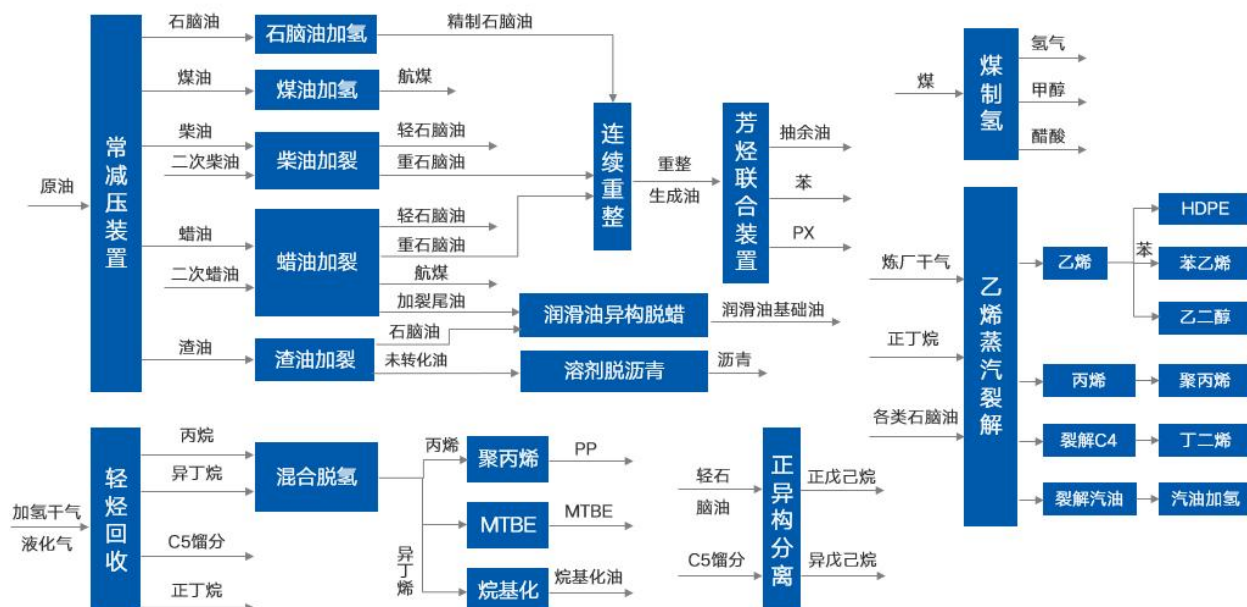 原油
常减压装置
石脑油
石脑油加氢
精制石脑油
煤油
煤油加氢
航煤
柴油
二次柴油
柴油加裂
轻石脑油
重石脑油
蜡油
二次蜡油
蜡油加裂
轻石脑油
重石脑油
航煤
加裂尾油
渣油
渣油加裂
石脑油
未转化油
润滑油异构脱蜡
润滑油基础油
溶剂脱沥青
沥青
连续重整
重整
生成油
芳烃联合装置
抽余油
苯
PX
煤
煤制氢
氢气
甲醇
醋酸
炼厂干气
正丁烷
各类石脑油
乙烯蒸汽裂解
乙烯
苯
HDPE
苯乙烯
乙二醇
丙烯
聚丙烯
裂解C4
丁二烯
裂解汽油
汽油加氢
加氢干气
液化气
轻烃回收
丙烷
异丁烷
C5馏分
正丁烷
混合脱氢
丙烯
异丁烯
聚丙烯
PP
MTBE
MTBE
烷基化
烷基化油
轻石
脑油
C5馏分
正异构分离
正戊己烷
异戊己烷